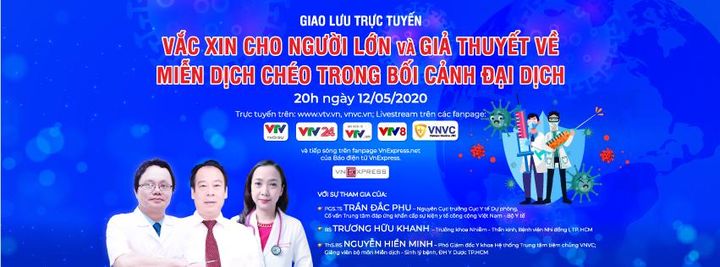 GIAO LƯU TRỰC TUYẾN
VẮC XIN CHO NGƯỜI LỚN VÀ GIẢ THUYẾT VỀ
MIỄN DỊCH CHÉO TRONG BỐI CẢNH ĐẠI DỊCH
20h ngày 12/05/2020
Trực tuyến trên: www.vtv.vn, vnvc.vn; Livestream trên các fanpage:
VTV VTV24 VTV.vn VTV8 VNVC
và tiếp sóng trên fanpage VnExpress.net
của Báo điện tử VnExpress.
VNEXPRESS
VỚI SỰ THAM GIA CỦA:
PGS.TS TRẦN ĐẮC PHU – Nguyên Cục trưởng Cục Y tế Dự phòng,
Cố vấn Trung tâm đáp ứng khẩn cấp sự kiện y tế công cộng Việt Nam - Bộ Y tế
BS TRƯƠNG HỮU KHANH – Trưởng khoa Nhiễm - Thần kinh, Bệnh viện Nhi đồng 1, TP. HCM
ThS.BS NGUYỄN HIỀN MINH – Phó Giám đốc Y khoa Hệ thống Trung tâm tiêm chủng VNVC;
Giảng viên bộ môn Miễn dịch - Sinh lý bệnh, ĐH Y Dược TP.HCM